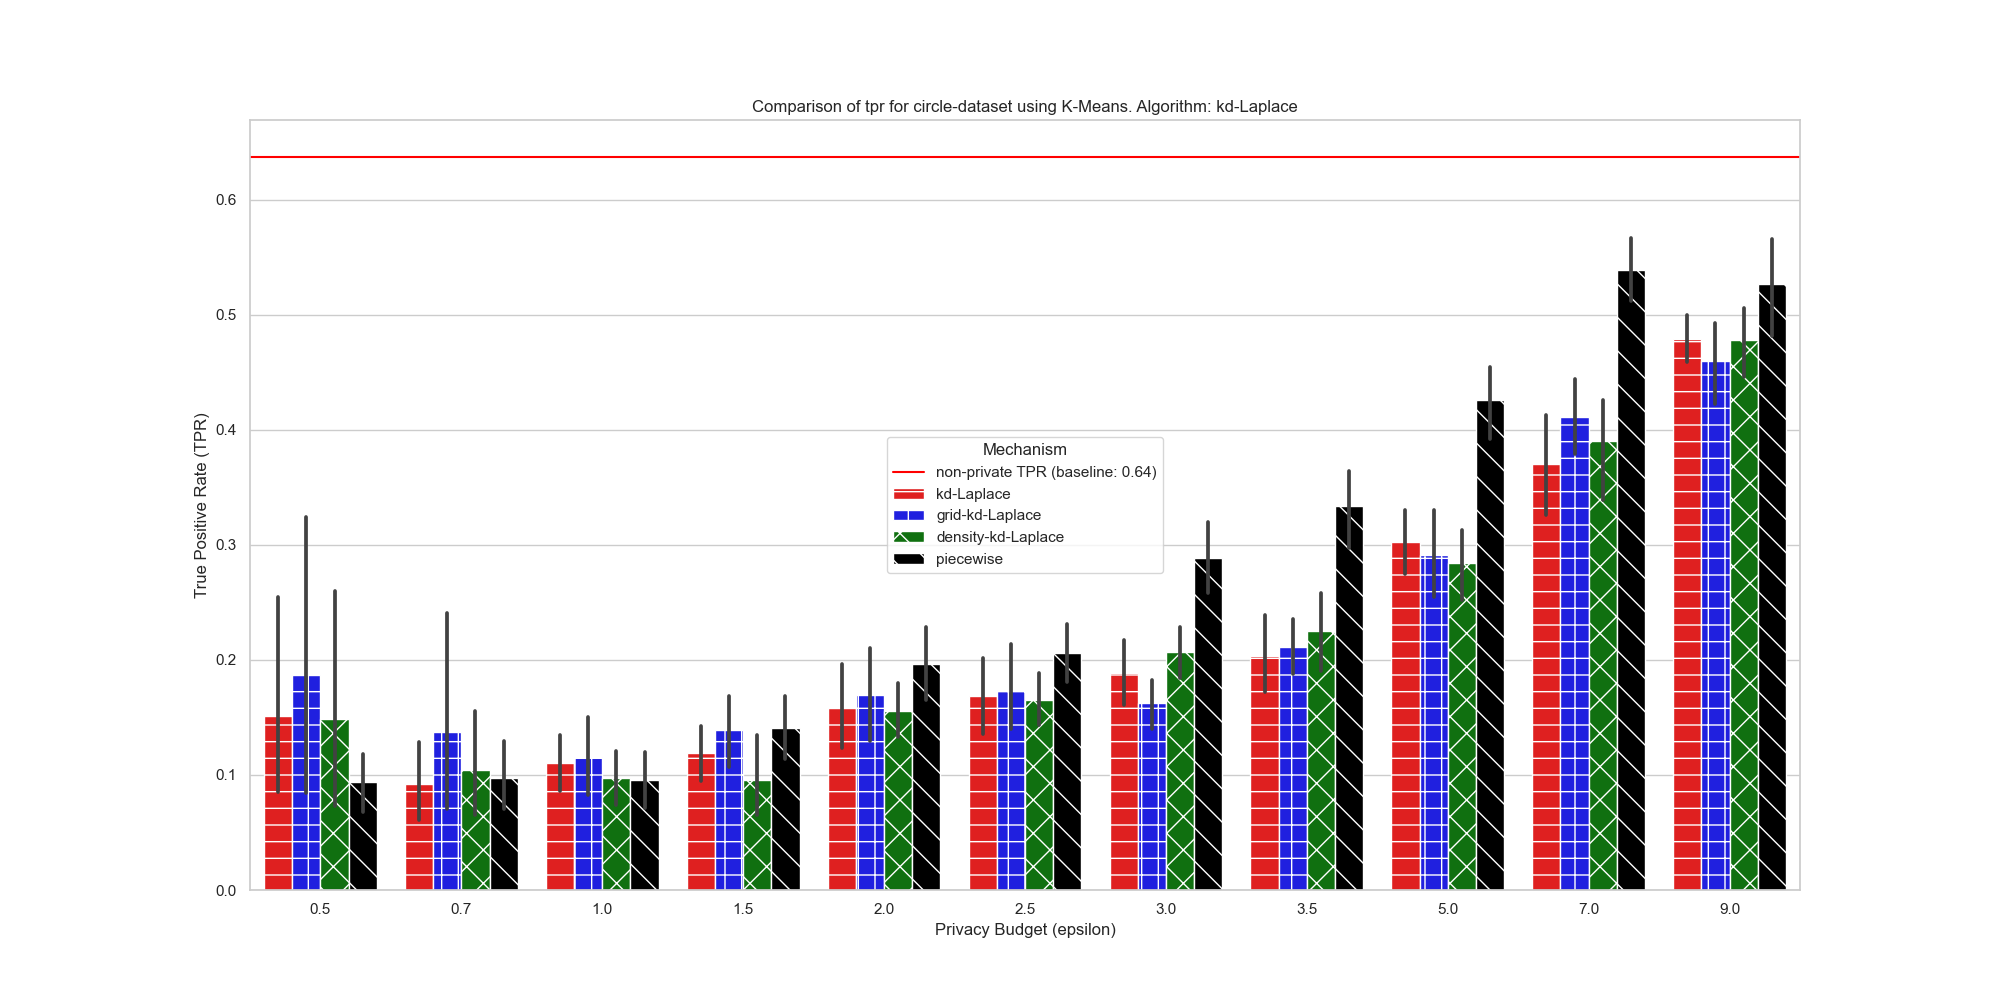 Comparison of tpr for circle-dataset using K-Means. Algorithm: kd-Laplace
True Positive Rate (TPR)
0.6
0.5
0.4
0.3
0.2
0.1
0.0
Mechanism
non-private TPR (baseline: 0.64)
kd-Laplace
grid-kd-Laplace
density-kd-Laplace
piecewise
0.5 0.7 1.0 1.5 2.0 2.5 3.0 3.5 5.0 7.0 9.0
Privacy Budget (epsilon)